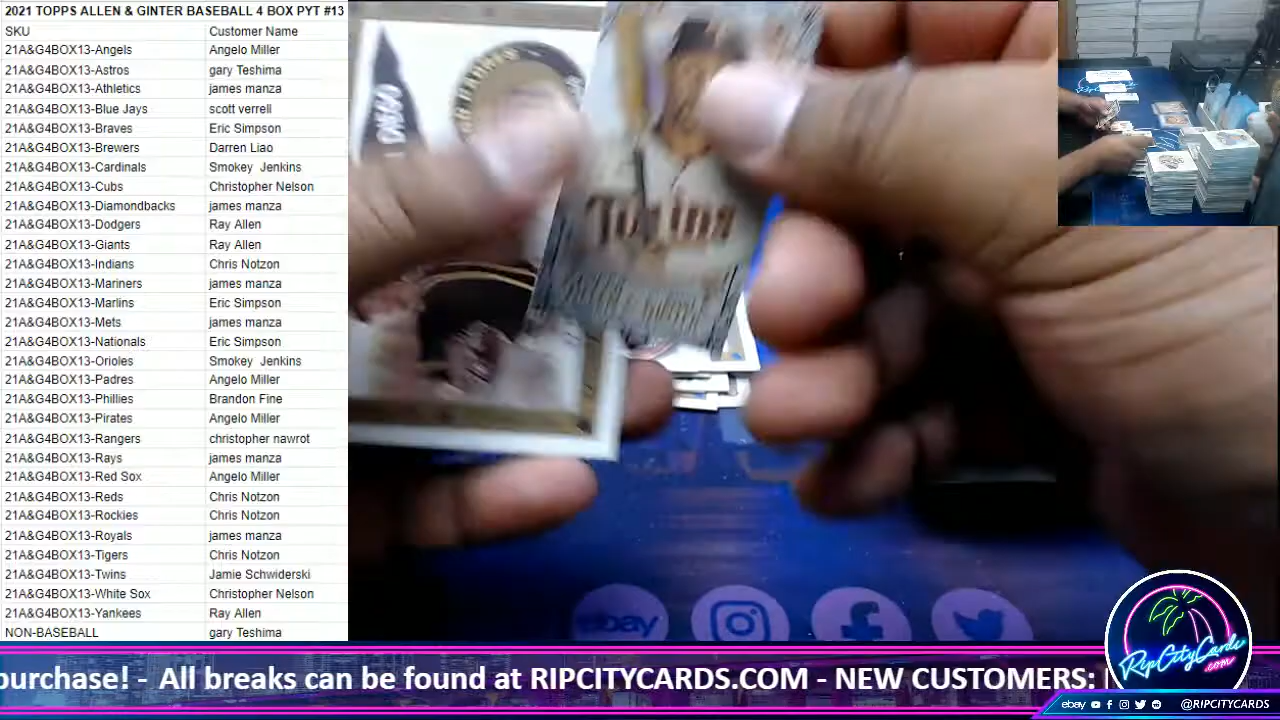 2021 TOPPS ALLEN & GINTER BASEBALL 4 BOX PYT #13
SKU Customer Name
21A&G4BOX13-Angels Angelo Miller
21A&G4BOX13-Astros gary Teshima
21A&G4BOX13-Athletics james manza
21A&G4BOX13-Blue Jays scott verrell
21A&G4BOX13-Braves Eric Simpson
21A&G4BOX13-Brewers Darren Liao
21A&G4BOX13-Cardinals Smokey  Jenkins
21A&G4BOX13-Cubs Christopher Nelson
21A&G4BOX13-Diamondbacks james manza
21A&G4BOX13-Dodgers Ray Allen
21A&G4BOX13-Giants Ray Allen
21A&G4BOX13-Indians Chris Notzon
21A&G4BOX13-Mariners james manza
21A&G4BOX13-Marlins Eric Simpson
21A&G4BOX13-Mets james manza
21A&G4BOX13-Nationals Eric Simpson
21A&G4BOX13-Orioles Smokey  Jenkins
21A&G4BOX13-Padres Angelo Miller
21A&G4BOX13-Phillies Brandon Fine
21A&G4BOX13-Pirates Angelo Miller
21A&G4BOX13-Rangers christopher nawrot
21A&G4BOX13-Rays james manza
21A&G4BOX13-Red Sox Angelo Miller
21A&G4BOX13-Reds Chris Notzon
21A&G4BOX13-Rockies Chris Notzon
21A&G4BOX13-Royals james manza
21A&G4BOX13-Tigers Chris Notzon
21A&G4BOX13-Twins Jamie Schwiderski
21A&G4BOX13-White Sox Christopher Nelson
21A&G4BOX13-Yankees Ray Allen
NON-BASEBALL gary Teshima
DIEGO
Twins
ebay
purchase! - All breaks can be found at RIPCITYCARDS.COM - NEW CUSTOMERS:
RipCityCards
.com
ebay @RIPCITYCARDS